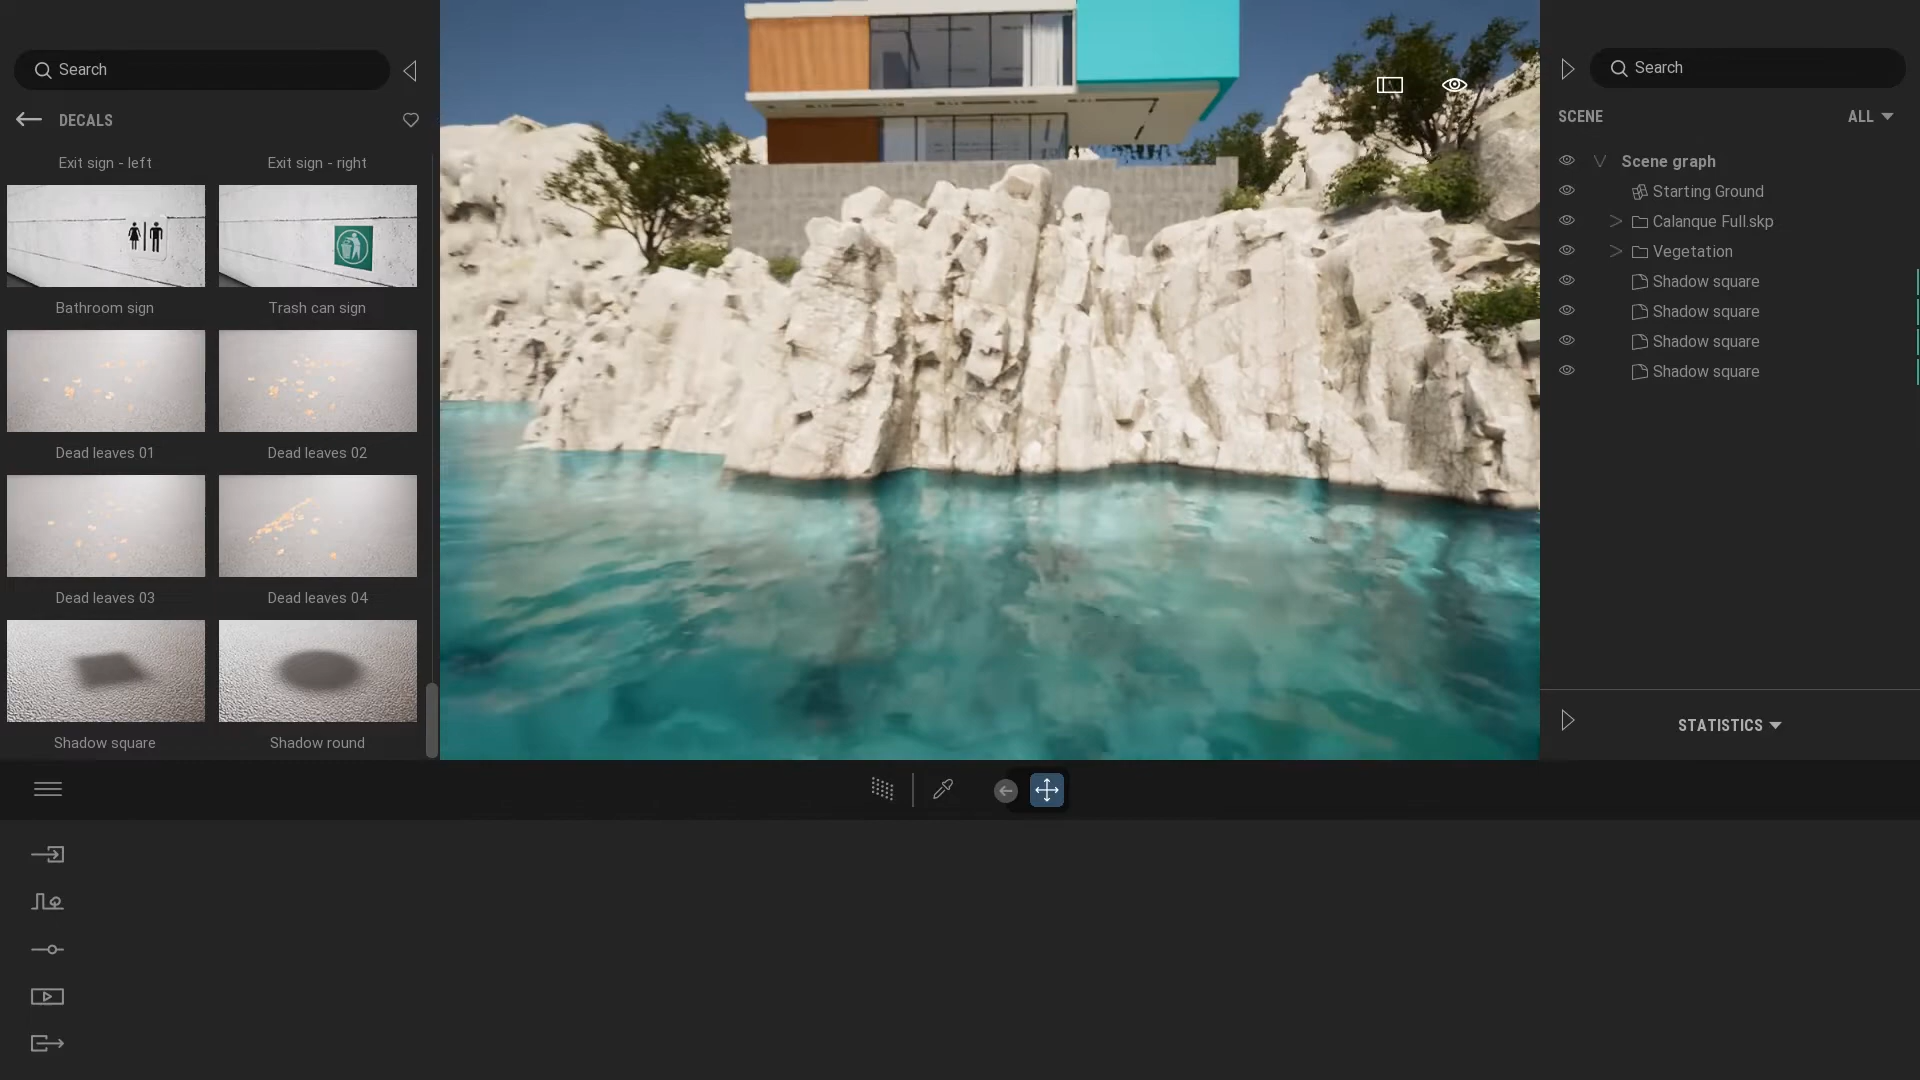 Search
DECALS
Exit sign - left
Exit sign - right
Bathroom sign
Trash can sign
Dead leaves 01
Dead leaves 02
Dead leaves 03
Dead leaves 04
Shadow square
Shadow round
Search
SCENE
ALL
Scene graph
Starting Ground
Calanque Full.skp
Vegetation
Shadow square
Shadow square
Shadow square
Shadow square
STATISTICS